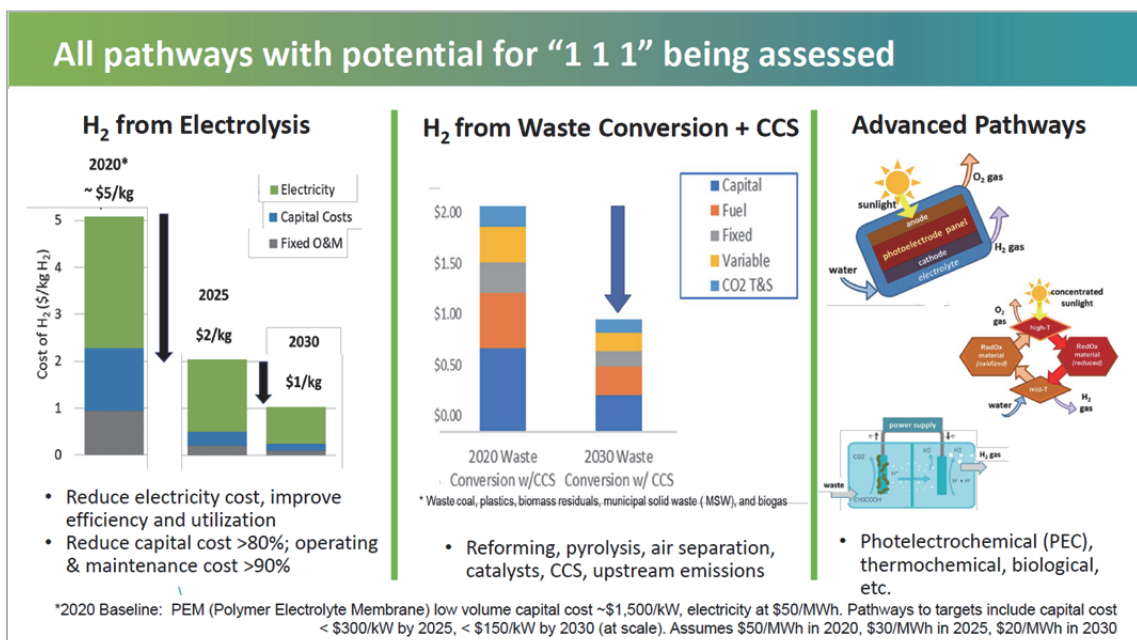 All pathways with potential for “1 1 1” being assessed
H₂ from Electrolysis
2020*
~ $5/kg
Electricity
Capital Costs
Fixed O&M
2025
$2/kg
2030
$1/kg
Cost of H₂ ($/kg H₂)
5
4
3
2
1
0
• Reduce electricity cost, improve
efficiency and utilization
• Reduce capital cost >80%; operating
& maintenance cost >90%
H₂ from Waste Conversion + CCS
Capital
Fuel
Fixed
Variable
CO2 T&S
$2.00
$1.50
$1.00
$0.50
$0.00
2020 Waste
Conversion w/CCS
2030 Waste
Conversion w/ CCS
* Waste coal, plastics, biomass residuals, municipal solid waste ( MSW), and biogas
• Reforming, pyrolysis, air separation,
catalysts, CCS, upstream emissions
Advanced Pathways
O₂ gas
sunlight
anode
photoelectrode panel
cathode
electrolyte
H₂ gas
water
concentrated
sunlight
O₂
gas
high-T
RedOx
material
(oxidized)
RedOx
material
(reduced)
mid-T
water
H₂
gas
power supply
e⁻
e⁻
CO2
H⁺
H2
H2
H⁺ + H⁺
H₂ gas
waste
CH3COOH
• Photelectrochemical (PEC),
thermochemical, biological,
etc.
*2020 Baseline: PEM (Polymer Electrolyte Membrane) low volume capital cost ~$1,500/kW, electricity at $50/MWh. Pathways to targets include capital cost
< $300/kW by 2025, < $150/kW by 2030 (at scale). Assumes $50/MWh in 2020, $30/MWh in 2025, $20/MWh in 2030